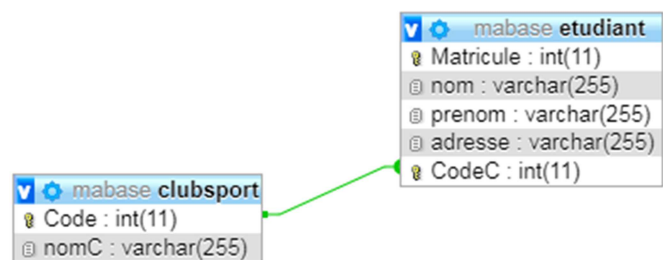 v mabase etudiant
Matricule : int(11)
nom : varchar(255)
prenom : varchar(255)
adresse : varchar(255)
CodeC : int(11)
v mabase clubsport
Code : int(11)
nomC : varchar(255)